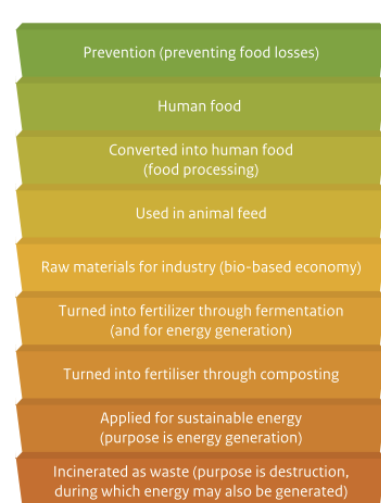 Prevention (preventing food losses)
Human food
Converted into human food
(food processing)
Used in animal feed
Raw materials for industry (bio-based economy)
Turned into fertilizer through fermentation
(and for energy generation)
Turned into fertiliser through composting
Applied for sustainable energy
(purpose is energy generation)
Incinerated as waste (purpose is destruction,
during which energy may also be generated)